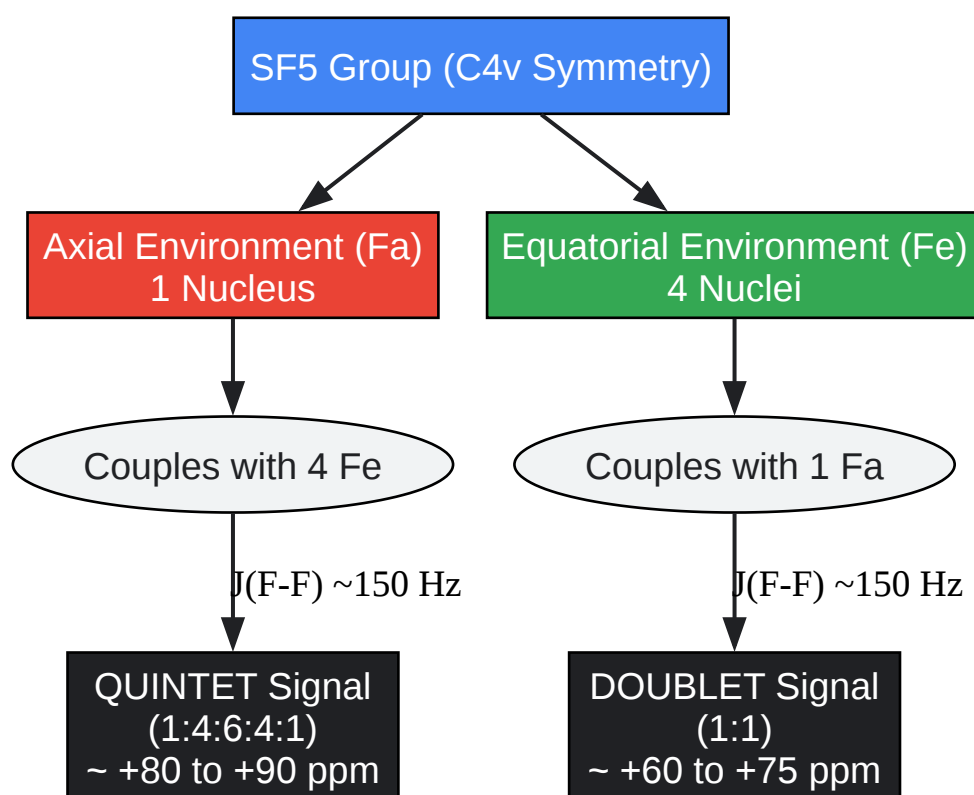 SF5 Group (C4v Symmetry)
Axial Environment (Fa)
1 Nucleus
Equatorial Environment (Fe)
4 Nuclei
Couples with 4 Fe
Couples with 1 Fa
J(F-F) ~150 Hz
J(F-F) ~150 Hz
QUINTET Signal
(1:4:6:4:1)
~ +80 to +90 ppm
DOUBLET Signal
(1:1)
~ +60 to +75 ppm